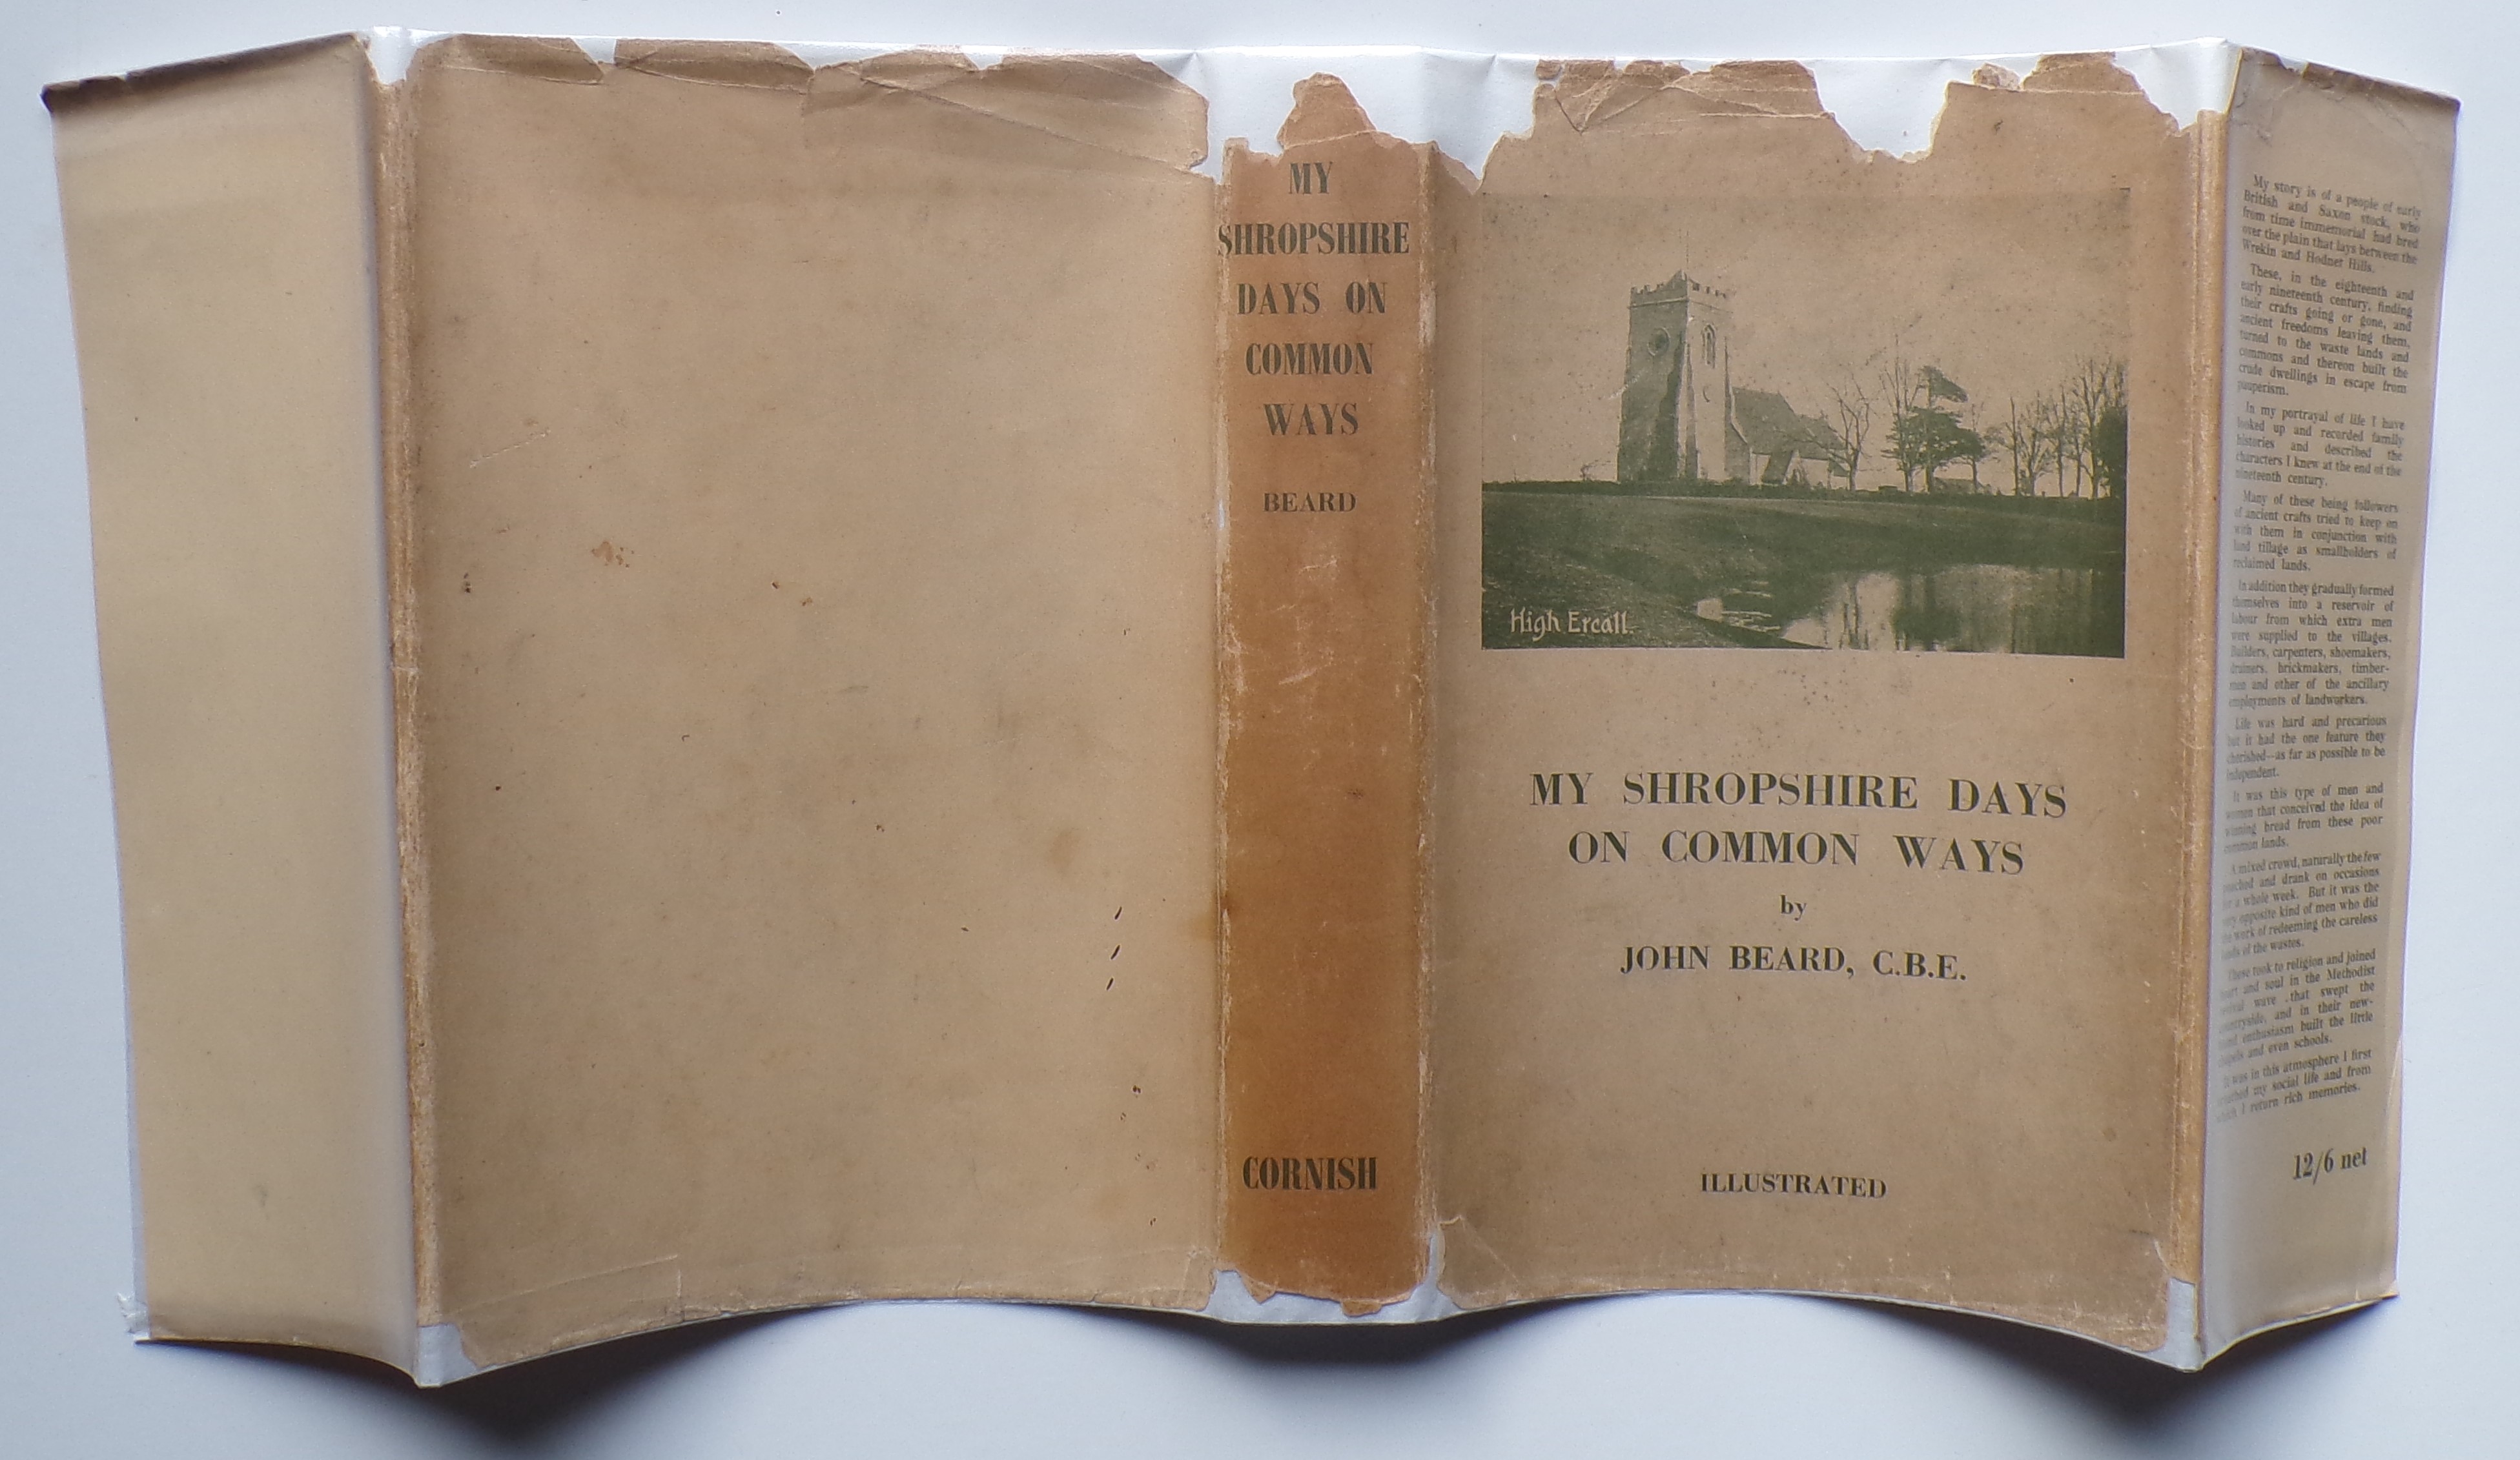 MY
SHROPSHIRE
DAYS ON
COMMON
WAYS
BEARD
CORNISH
High Ercall.
MY SHROPSHIRE DAYS
ON COMMON WAYS
by
JOHN BEARD, C.B.E.
ILLUSTRATED
My story is of a people of early
British and Saxon stock, who
from time immemorial had bred
over the plain that lays between the
Wrekin and Hodnet Hills.
These, in the eighteenth and
early nineteenth century, finding
their crafts going or gone, and
ancient freedoms leaving them,
turned to the waste lands and
commons and thereon built the
crude dwellings in escape from
pauperism.
In my portrayal of life I have
looked up and recorded family
histories and described the
characters I knew at the end of the
nineteenth century.
Many of these being followers
of ancient crafts tried to keep on
with them in conjunction with
land tillage as smallholders of
reclaimed lands.
In addition they gradually formed
themselves into a reservoir of
labour from which extra men
were supplied to the villages.
Builders, carpenters, shoemakers,
drainers, brickmakers, timber-
men and other of the ancillary
employments of landworkers.
Life was hard and precarious
but it had the one feature they
cherished—as far as possible to be
independent.
It was this type of men and
women that conceived the idea of
winning bread from these poor
common lands.
A mixed crowd, naturally the few
poached and drank on occasions
for a whole week. But it was the
very opposite kind of men who did
the work of redeeming the careless
lands of the wastes.
These took to religion and joined
heart and soul in the Methodist
revival wave that swept the
countryside, and in their new-
found enthusiasm built the little
chapels and even schools.
It was in this atmosphere I first
breathed my social life and from
which I return rich memories.
12/6 net